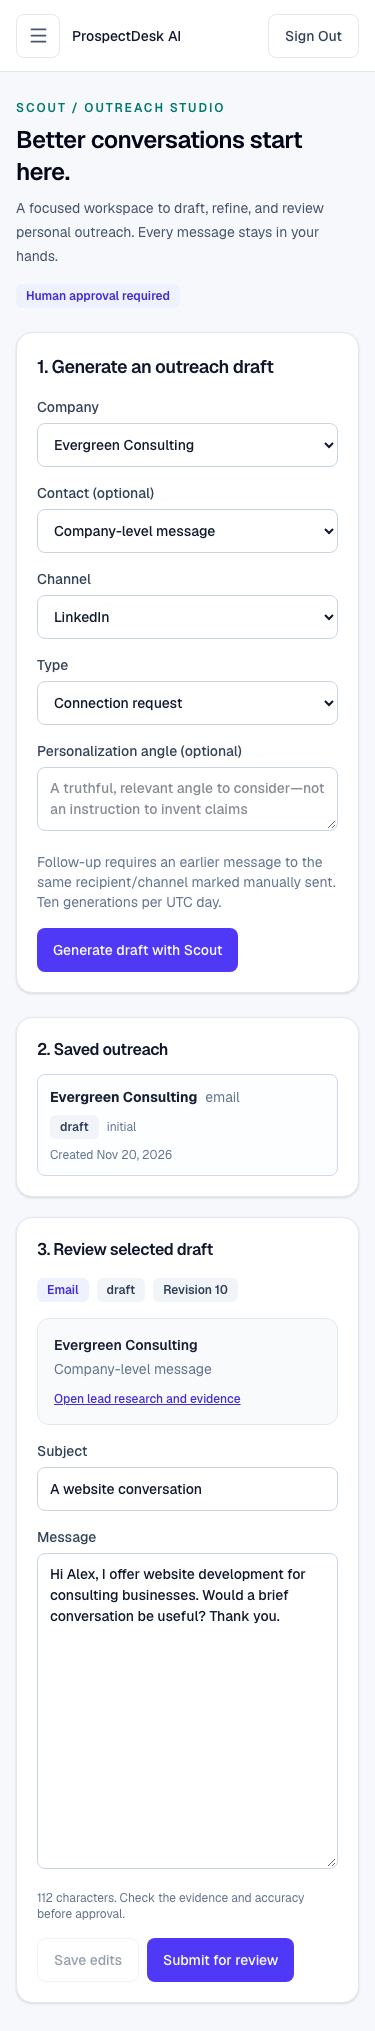 ProspectDesk AI
Sign Out
SCOUT / OUTREACH STUDIO
Better conversations start
here.
A focused workspace to draft, refine, and review
personal outreach. Every message stays in your
hands.
Human approval required
1. Generate an outreach draft
Company
Evergreen Consulting
Contact (optional)
Company-level message
Channel
LinkedIn
Type
Connection request
Personalization angle (optional)
A truthful, relevant angle to consider—not
an instruction to invent claims
Follow-up requires an earlier message to the
same recipient/channel marked manually sent.
Ten generations per UTC day.
Generate draft with Scout
2. Saved outreach
Evergreen Consulting email
draft initial
Created Nov 20, 2026
3. Review selected draft
Email draft Revision 10
Evergreen Consulting
Company-level message
Open lead research and evidence
Subject
A website conversation
Message
Hi Alex, I offer website development for
consulting businesses. Would a brief
conversation be useful? Thank you.
112 characters. Check the evidence and accuracy
before approval.
Save edits Submit for review